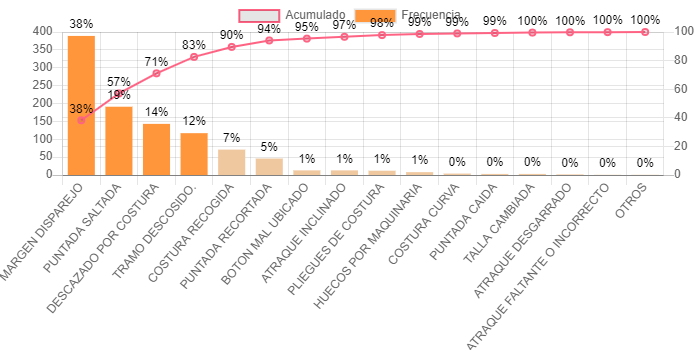 Acumulado Frecuencia
400
350
300
250
200
150
100
50
0
100
80
60
40
20
0
38% 57% 71% 83% 90% 94% 95% 97% 98% 99% 99% 99% 100% 100% 100% 100%
38% 19% 14% 12% 7% 5% 1% 1% 1% 1% 0% 0% 0% 0% 0% 0%
MARGEN DISPAREJO
PUNTADA SALTADA
DESCAZADO POR COSTURA
TRAMO DESCOSIDO.
COSTURA RECOGIDA
PUNTADA RECORTADA
BOTON MAL UBICADO
ATRAQUE INCLINADO
PLIEGUES DE COSTURA
HUECOS POR MAQUINARIA
COSTURA CURVA
PUNTADA CAIDA
TALLA CAMBIADA
ATRAQUE DESGARRADO
ATRAQUE FALTANTE O INCORRECTO
OTROS